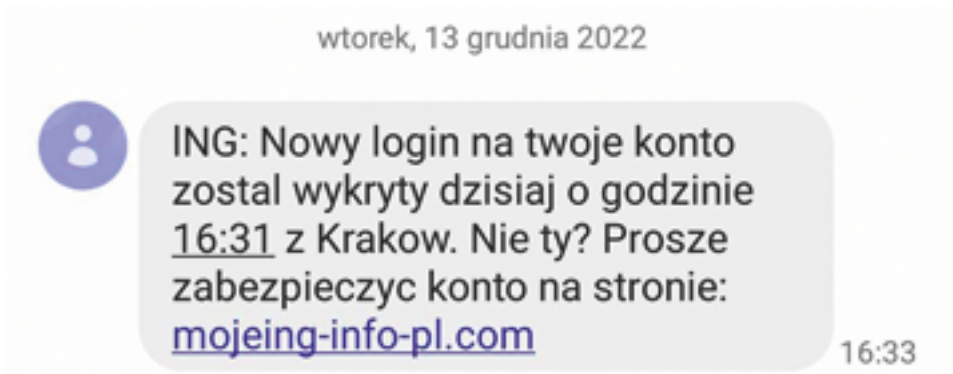 wtorek, 13 grudnia 2022
lNG: Nowy login na twoje konto
zostal wykryty dzisiaj o godzinie
16:31 z Krakow. Nie ty? Prosze
zabezpieczyc konto na stronie:
mojeing-info-pl.com
16:33